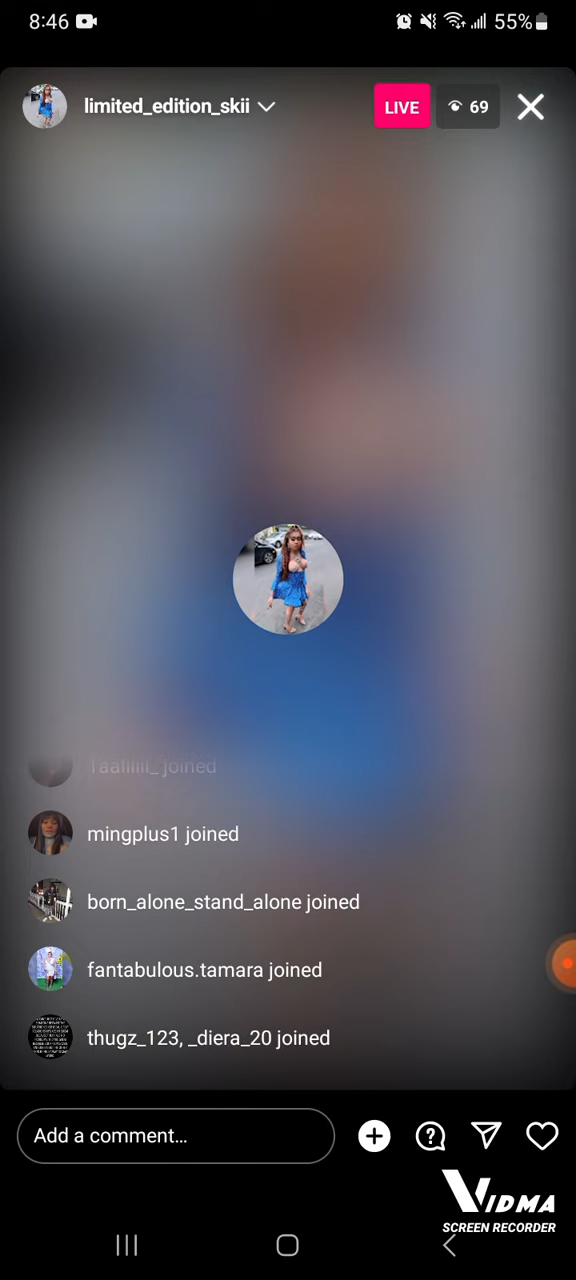 8:46 55%
limited_edition_skii LIVE 69
joined
mingplus1 joined
born_alone_stand_alone joined
fantabulous.tamara joined
thugz_123, _diera_20 joined
Add a comment…
VIDMA
SCREEN RECORDER